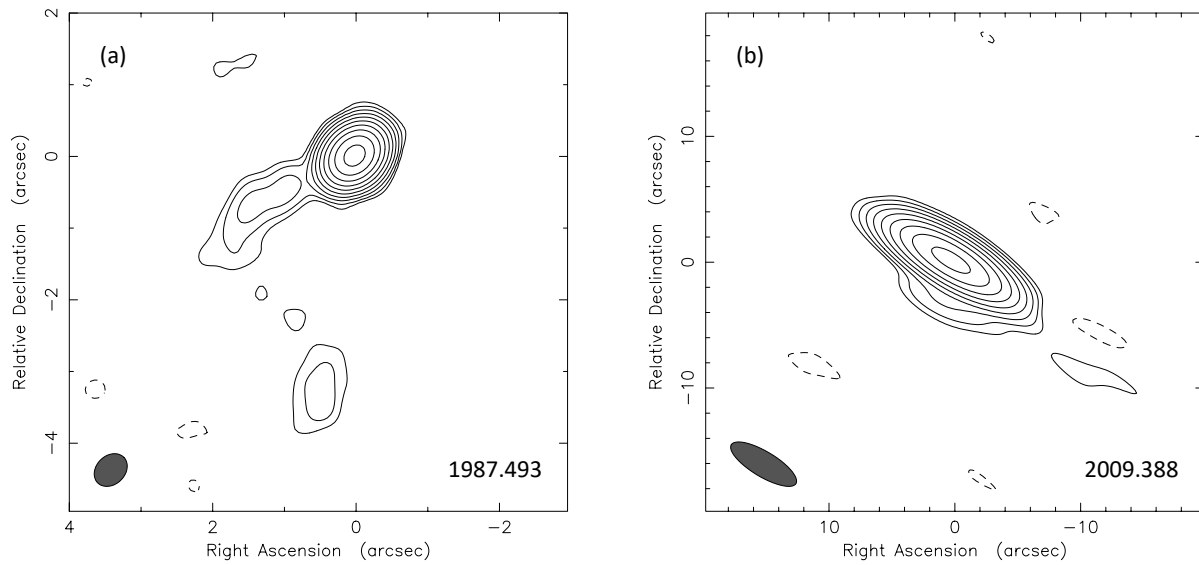 (a)
2
0
−2
−4
Relative Declination (arcsec)
1987.493
4 2 0 −2
Right Ascension (arcsec)
(b)
10
0
−10
Relative Declination (arcsec)
2009.388
10 0 −10
Right Ascension (arcsec)